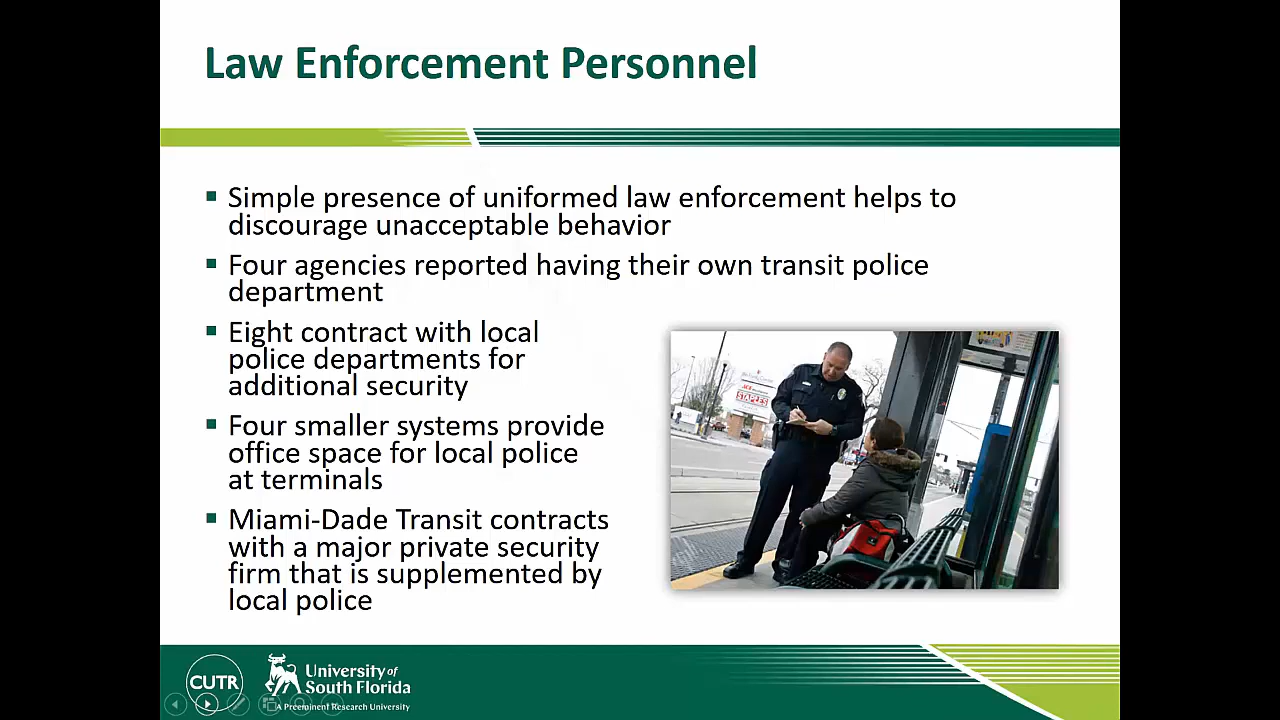 Law Enforcement Personnel
Simple presence of uniformed law enforcement helps to
discourage unacceptable behavior
Four agencies reported having their own transit police
department
Eight contract with local
police departments for
additional security
Four smaller systems provide
office space for local police
at terminals
Miami-Dade Transit contracts
with a major private security
firm that is supplemented by
local police
STAPLES
CUTR
University of
South Florida
A Preeminent Research University